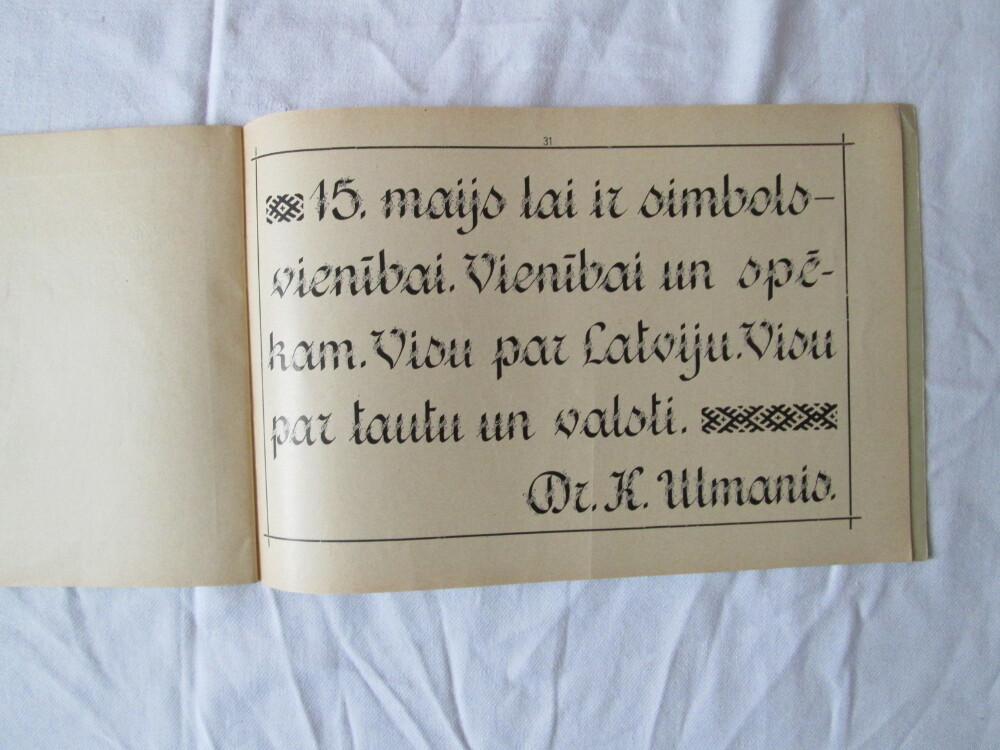 31
15. maijs lai ir simbols–
vienībai. Vienībai un spē-
kam. Visu par Latviju. Visu
par tautu un valsti.
Dr. K. Ulmanis.